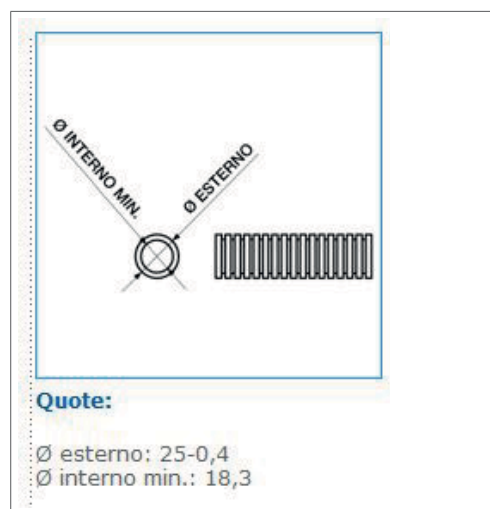 Ø INTERNO MIN.
Ø ESTERNO
Quote:
Ø esterno: 25-0,4
Ø interno min.: 18,3